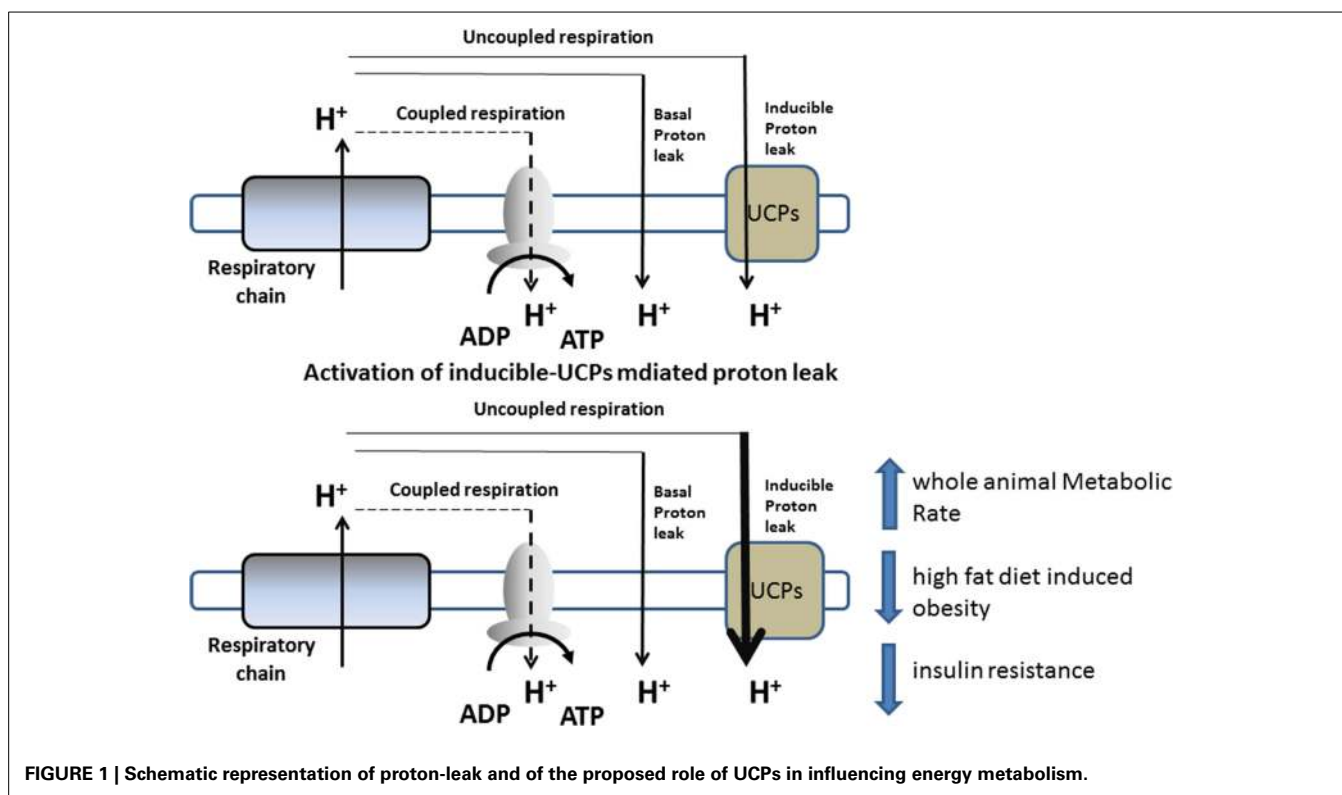 Uncoupled respiration
H+
Coupled respiration
Basal
Proton
leak
Inducible
Proton
leak
UCPs
Respiratory
chain
ADP
H+
ATP
H+
H+
Activation of inducible-UCPs mdiated proton leak
Uncoupled respiration
H+
Coupled respiration
Basal
Proton
leak
Inducible
Proton
leak
UCPs
Respiratory
chain
ADP
H+
ATP
H+
H+
whole animal Metabolic
Rate
high fat diet induced
obesity
insulin resistance
FIGURE 1 | Schematic representation of proton-leak and of the proposed role of UCPs in influencing energy metabolism.